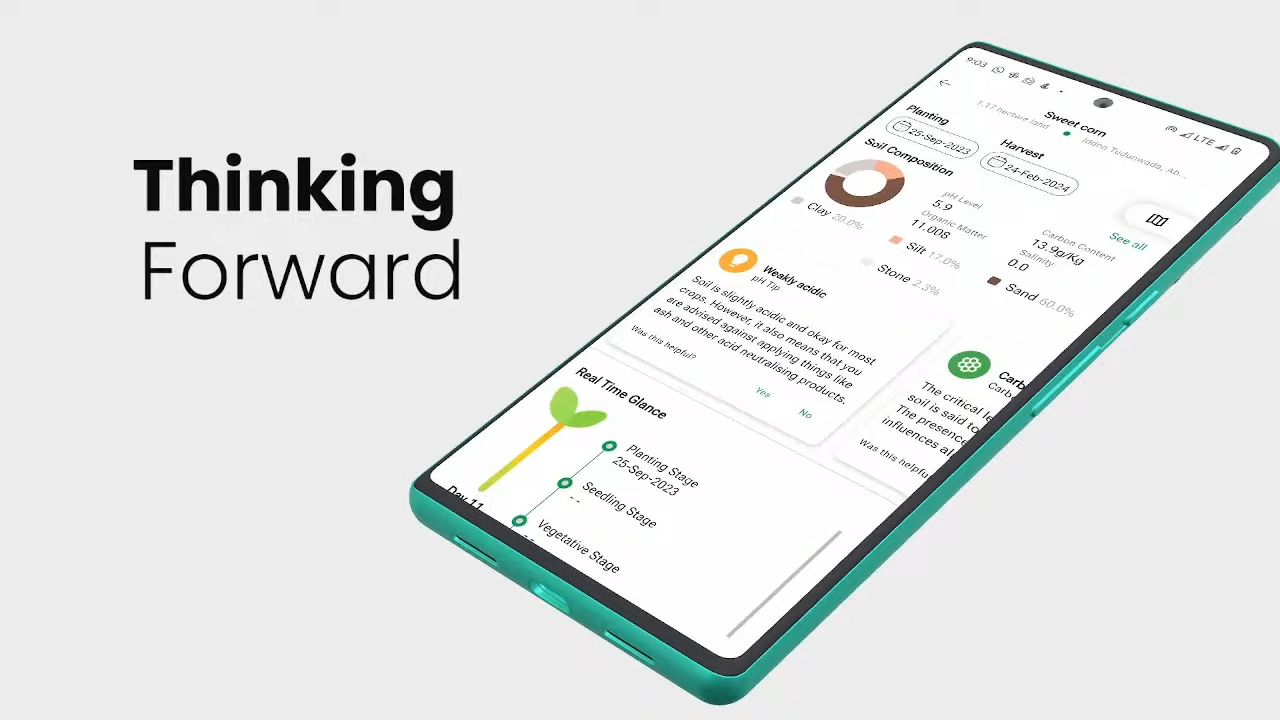 Thinking
Forward
9:03
LTE
Sweet corn
1.17 hectare land
Iddon Tudunwada, Ab...
Planting
25-Sep-2023
Harvest
24-Feb-2024
Soil Composition
See all
Clay 20.0%
Silt 17.0%
Stone 2.3%
Sand 60.0%
pH Level
5.9
Organic Matter
11.008
Carbon Content
13.9g/Kg
Salinity
0.0
Weakly acidic
pH Tip
Soil is slightly acidic and okay for most
crops. However, it also means that you
are advised against applying things like
ash and other acid neutralising products.
Was this helpful?
Yes
No
Carb
Carb
The critical le
soil is said to
The presence
influences al
Was this helpfu
Real Time Glance
Day 11
Planting Stage
25-Sep-2023
Seedling Stage
--
Vegetative Stage
--